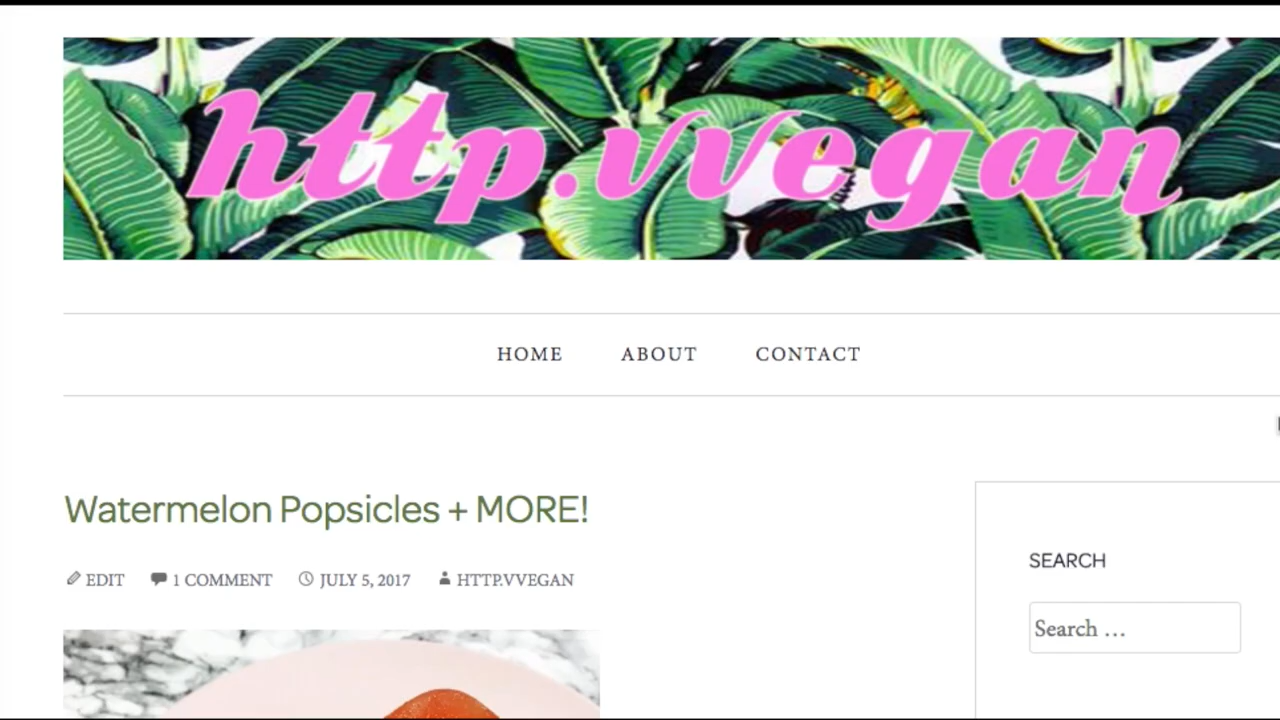 http.vvegan
HOME ABOUT CONTACT
Watermelon Popsicles + MORE!
EDIT 1 COMMENT JULY 5, 2017 HTTP.VVEGAN
SEARCH
Search ...